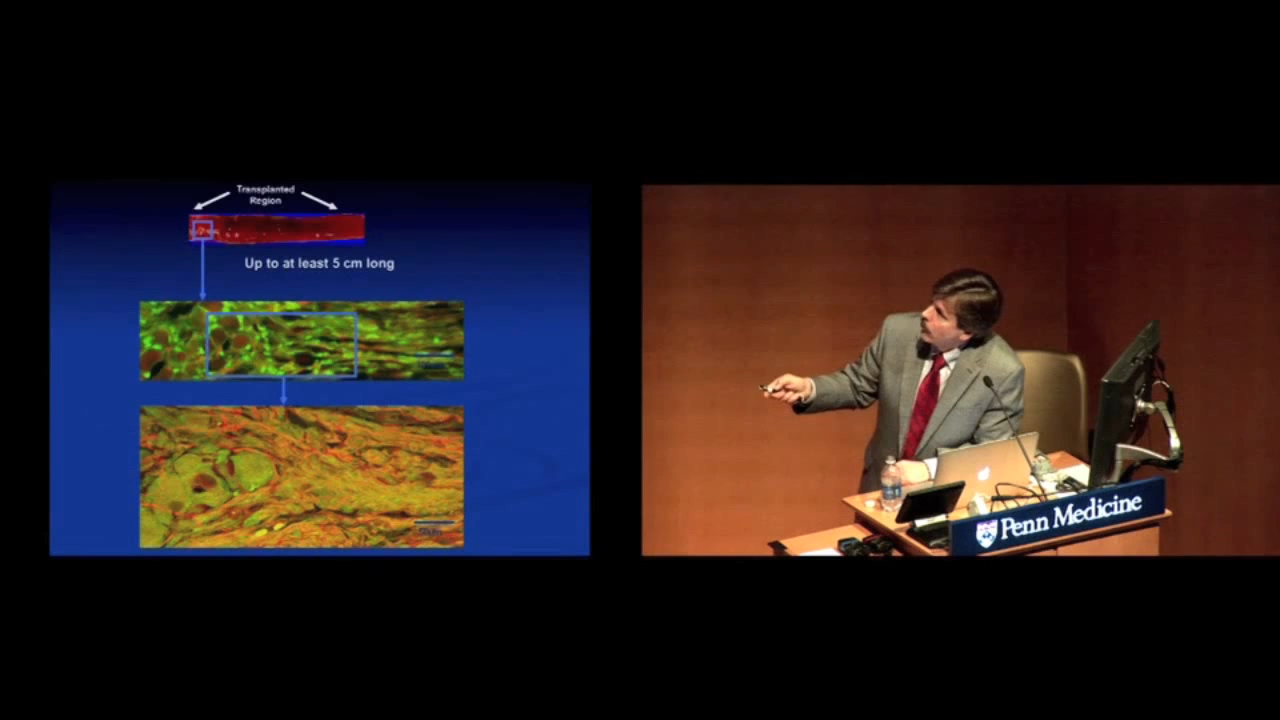 Transplanted
Region
Up to at least 5 cm long
Penn Medicine